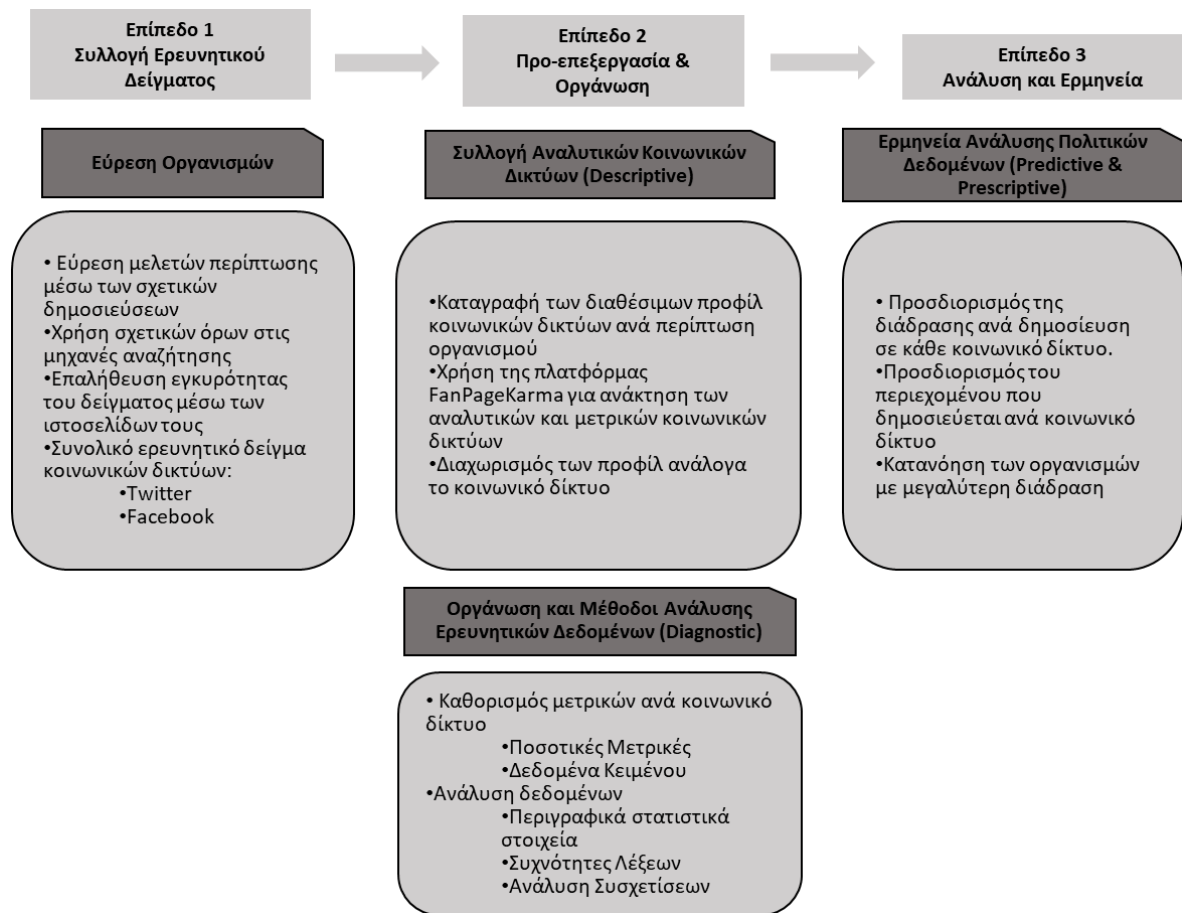 Επίπεδο 1
Συλλογή Ερευνητικού
Δείγματος
Επίπεδο 2
Προ-επεξεργασία &
Οργάνωση
Επίπεδο 3
Ανάλυση και Ερμηνεία
Εύρεση Οργανισμών
• Εύρεση μελετών περίπτωσης
μέσω των σχετικών
δημοσιεύσεων
•Χρήση σχετικών όρων στις
μηχανές αναζήτησης
•Επαλήθευση εγκυρότητας
του δείγματος μέσω των
ιστοσελίδων τους
•Συνολικό ερευνητικό δείγμα
κοινωνικών δικτύων:
•Twitter
•Facebook
Συλλογή Αναλυτικών Κοινωνικών
Δικτύων (Descriptive)
•Καταγραφή των διαθέσιμων προφίλ
κοινωνικών δικτύων ανά περίπτωση
οργανισμού
•Χρήση της πλατφόρμας
FanPageKarma για ανάκτηση των
αναλυτικών και μετρικών κοινωνικών
δικτύων
•Διαχωρισμός των προφίλ ανάλογα
το κοινωνικό δίκτυο
Οργάνωση και Μέθοδοι Ανάλυσης
Ερευνητικών Δεδομένων (Diagnostic)
• Καθορισμός μετρικών ανά κοινωνικό
δίκτυο
•Ποσοτικές Μετρικές
•Δεδομένα Κειμένου
•Ανάλυση δεδομένων
•Περιγραφικά στατιστικά
στοιχεία
•Συχνότητες Λέξεων
•Ανάλυση Συσχετίσεων
Ερμηνεία Ανάλυσης Πολιτικών
Δεδομένων (Predictive &
Prescriptive)
• Προσδιορισμός της
διάδρασης ανά δημοσίευση
σε κάθε κοινωνικό δίκτυο.
•Προσδιορισμός του
περιεχομένου που
δημοσιεύεται ανά κοινωνικό
δίκτυο
•Κατανόηση των οργανισμών
με μεγαλύτερη διάδραση